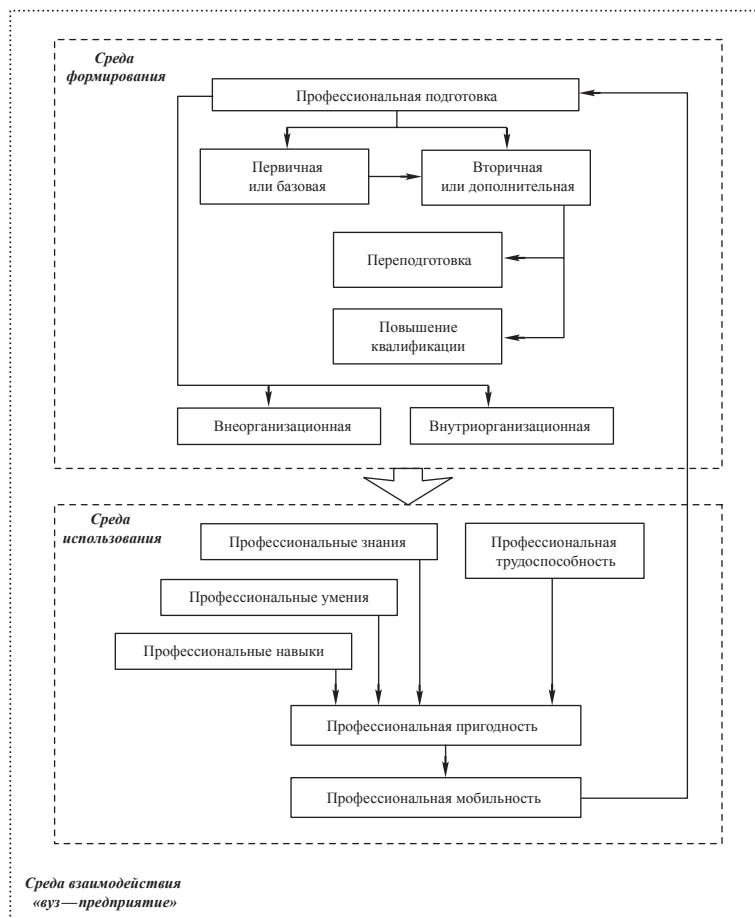 Среда
формирования
Профессиональная подготовка
Первичная
или базовая
Вторичная
или дополнительная
Переподготовка
Повышение
квалификации
Внеорганизационная
Внутриорганизационная
Среда
использования
Профессиональные знания
Профессиональная
трудоспособность
Профессиональные умения
Профессиональные навыки
Профессиональная пригодность
Профессиональная мобильность
Среда взаимодействия
«вуз—предприятие»